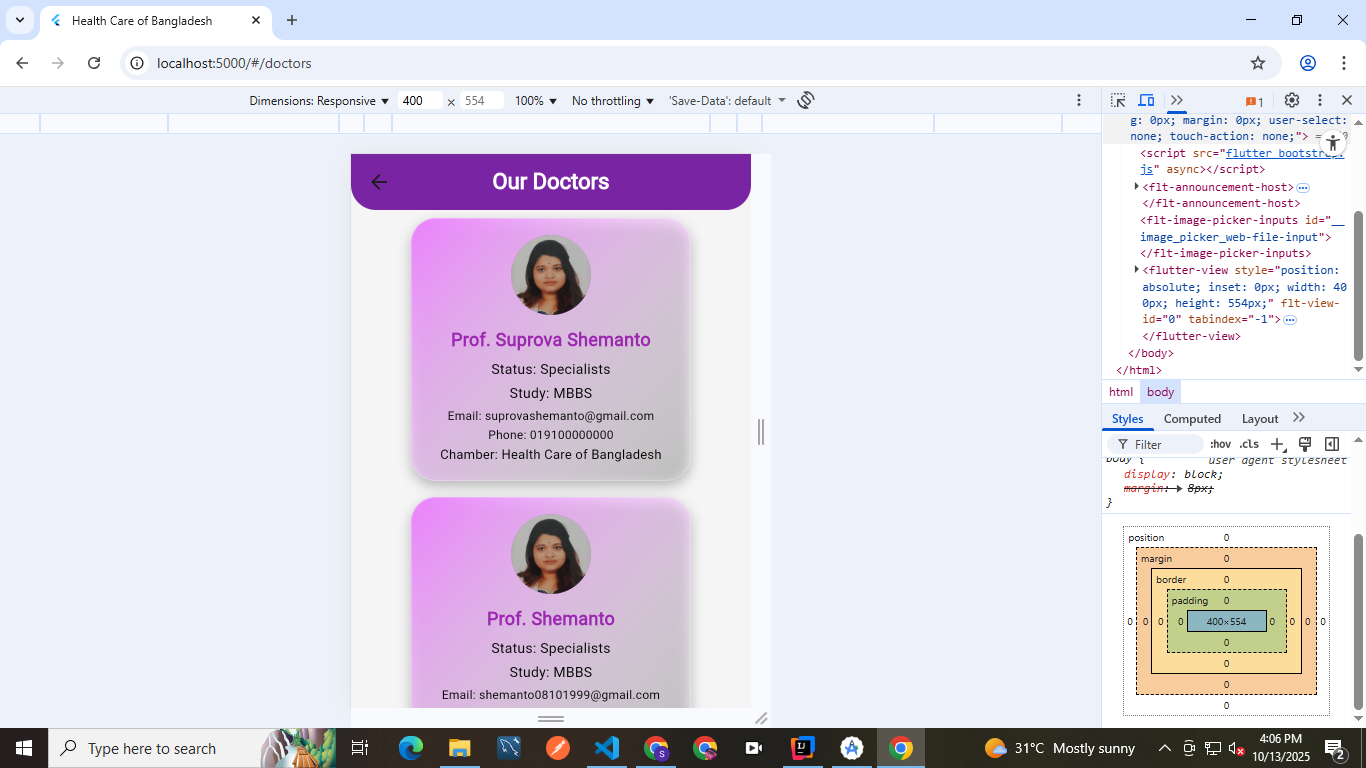 Health Care of Bangladesh
localhost:5000/#/doctors
Dimensions: Responsive 400 × 554 100% No throttling 'Save-Data': default
1
Our Doctors
Prof. Suprova Shemanto
Status: Specialists
Study: MBBS
Email: suprovashemanto@gmail.com
Phone: 019100000000
Chamber: Health Care of Bangladesh
Prof. Shemanto
Status: Specialists
Study: MBBS
Email: shemanto08101999@gmail.com
g: 0px; margin: 0px; user-select:
none; touch-action: none;">
<script src="flutter_bootstrap.
js" async></script>
<flt-announcement-host>
</flt-announcement-host>
<flt-image-picker-inputs id="__
image_picker_web-file-input">
</flt-image-picker-inputs>
<flutter-view style="position:
absolute; inset: 0px; width: 40
0px; height: 554px;" flt-view-
id="0" tabindex="-1">
</flutter-view>
</body>
</html>
html body
Styles Computed Layout
Filter :hov .cls
body { user agent stylesheet
display: block;
margin: 8px;
}
position 0
margin 0
border 0
padding 0
0 0 0 0 400×554 0 0 0 0
0
0
0
0
Type here to search
31°C Mostly sunny
4:06 PM
10/13/2025
2